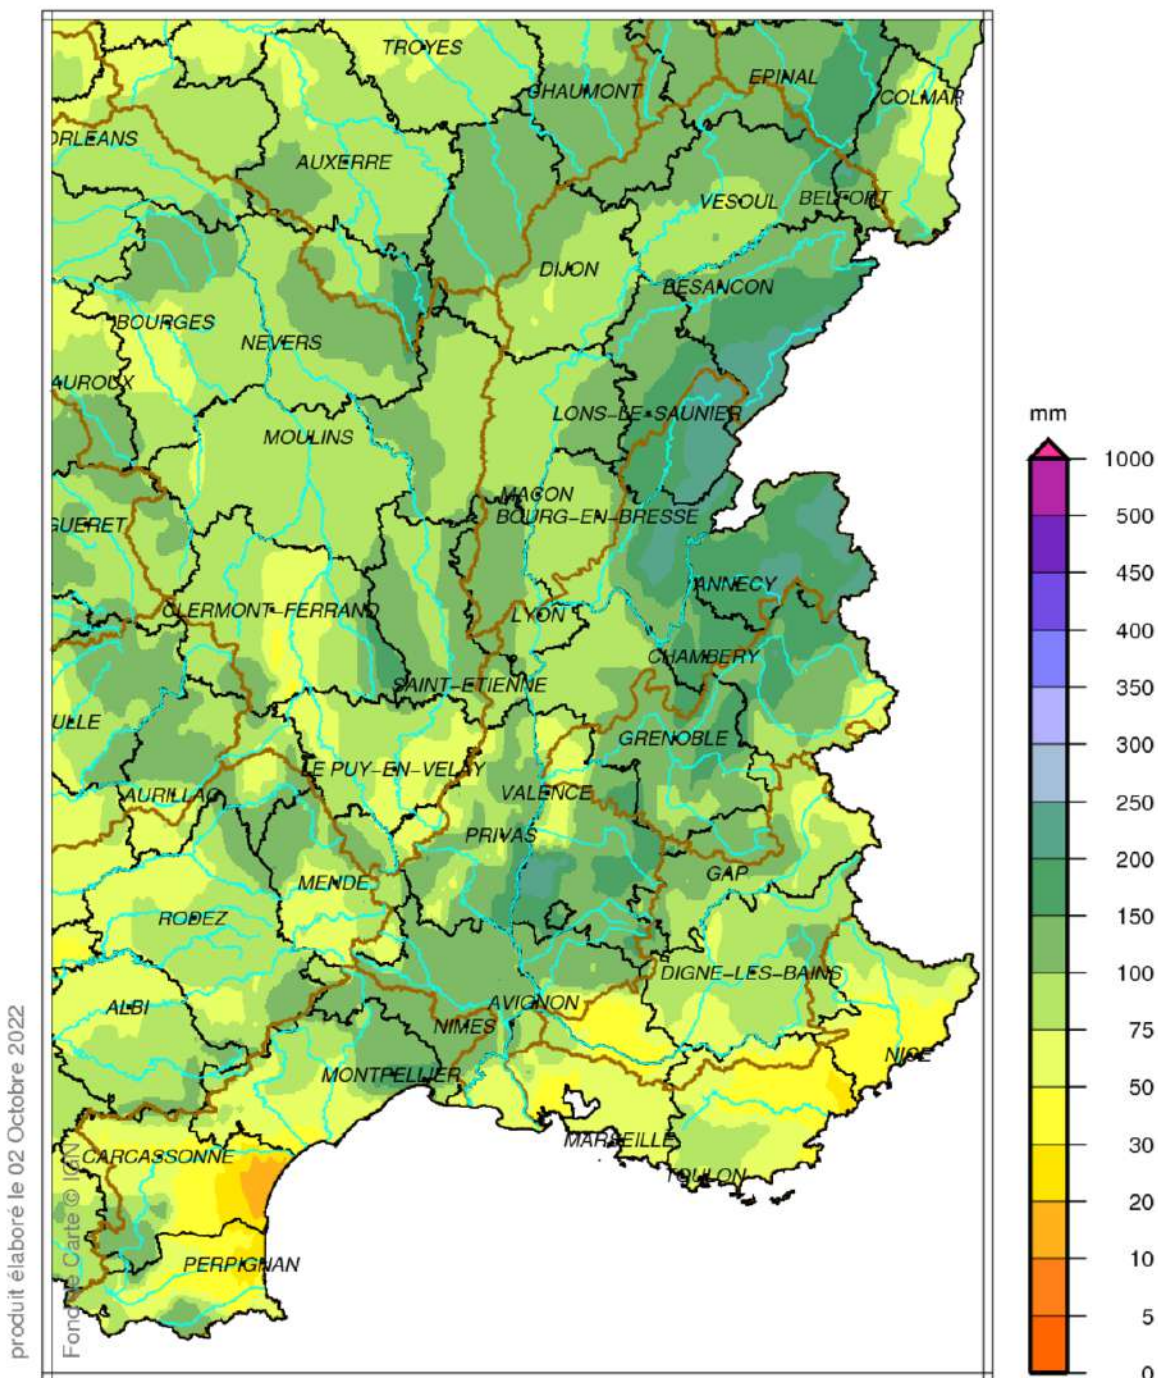 TROYES
EPINAL
CHAUMONT
COLMAR
ORLEANS
AUXERRE
VESOUL
BELFORT
DIJON
BESANCON
BOURGES
NEVERS
AUROUX
LONS-LE-SAUNIER
MOULINS
MACON
BOURG-EN-BRESSE
GUERET
ANNECY
CLERMONT-FERRAND
LYON
CHAMBERY
SAINT-ETIENNE
ULLE
GRENOBLE
LE PUY-EN-VELAY
AURILLAC
VALENCE
PRIVAS
GAP
MENDE
RODEZ
DIGNE-LES-BAINS
ALBI
AVIGNON
NIMES
NICE
MONTPELLIER
MARSEILLE
CARCASSONNE
TOULON
PERPIGNAN
mm
1000
500
450
400
350
300
250
200
150
100
75
50
30
20
10
5
0
produit élaboré le 02 Octobre 2022
Fond de Carte © IGN